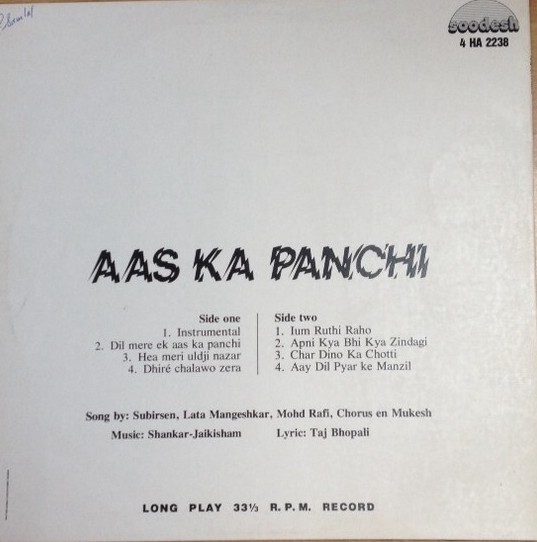 soodesh
4 HA 2238
AAS KA PANCHI
Side one
1. Instrumental
2. Dil mere ek aas ka panchi
3. Hea meri uldji nazar
4. Dhiré chalawo zera
Side two
1. Ium Ruthi Raho
2. Apni Kya Bhi Kya Zindagi
3. Char Dino Ka Chotti
4. Aay Dil Pyar ke Manzil
Song by: Subirsen, Lata Mangeshkar, Mohd Rafi, Chorus en Mukesh
Music: Shankar-Jaikisham Lyric: Taj Bhopali
LONG PLAY 33⅓ R.P.M. RECORD